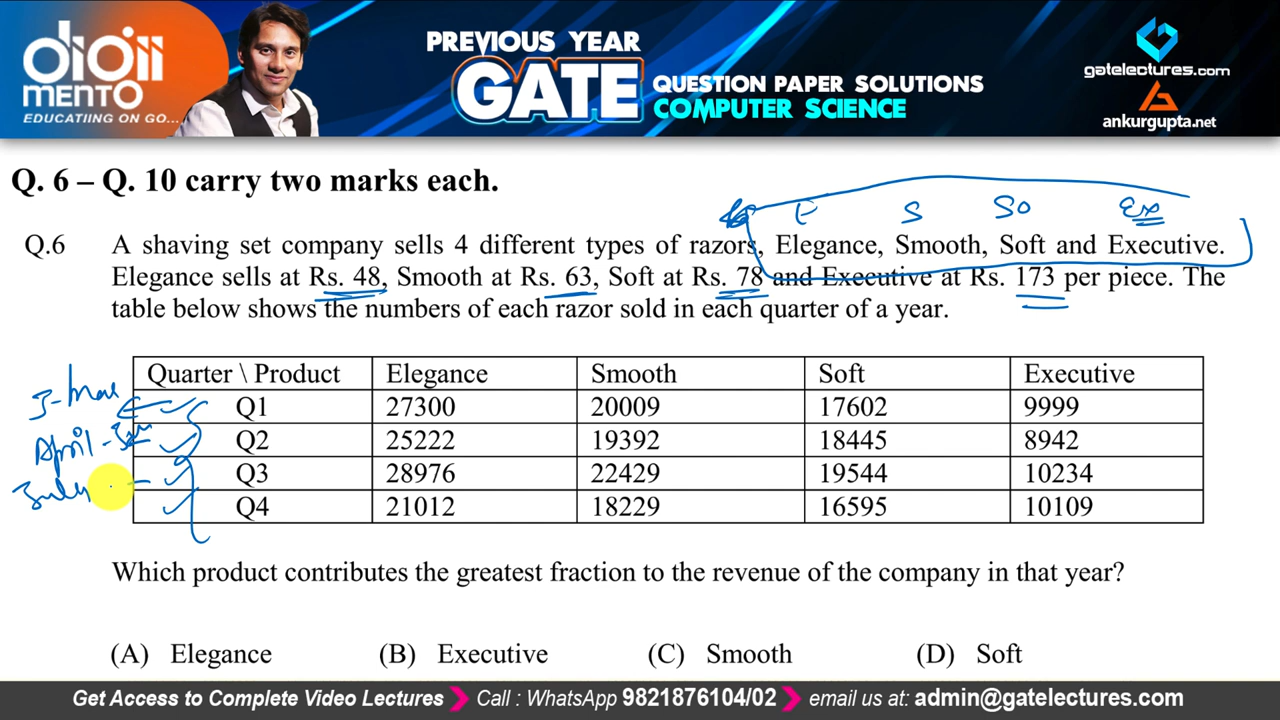 digii
MENTO
EDUCATIING ON GO...
PREVIOUS YEAR
GATE
QUESTION PAPER SOLUTIONS
COMPUTER SCIENCE
gatelectures.com
ankurgupta.net
Q. 6 – Q. 10 carry two marks each.
E S So Ex
Q.6 A shaving set company sells 4 different types of razors, Elegance, Smooth, Soft and Executive.
Elegance sells at Rs. 48, Smooth at Rs. 63, Soft at Rs. 78 and Executive at Rs. 173 per piece. The
table below shows the numbers of each razor sold in each quarter of a year.
Quarter \ Product Elegance Smooth Soft Executive
Q1 27300 20009 17602 9999
April Q2 25222 19392 18445 8942
July Q3 28976 22429 19544 10234
Q4 21012 18229 16595 10109
Which product contributes the greatest fraction to the revenue of the company in that year?
(A) Elegance (B) Executive (C) Smooth (D) Soft
Get Access to Complete Video Lectures Call : WhatsApp 9821876104/02 email us at: admin@gatelectures.com